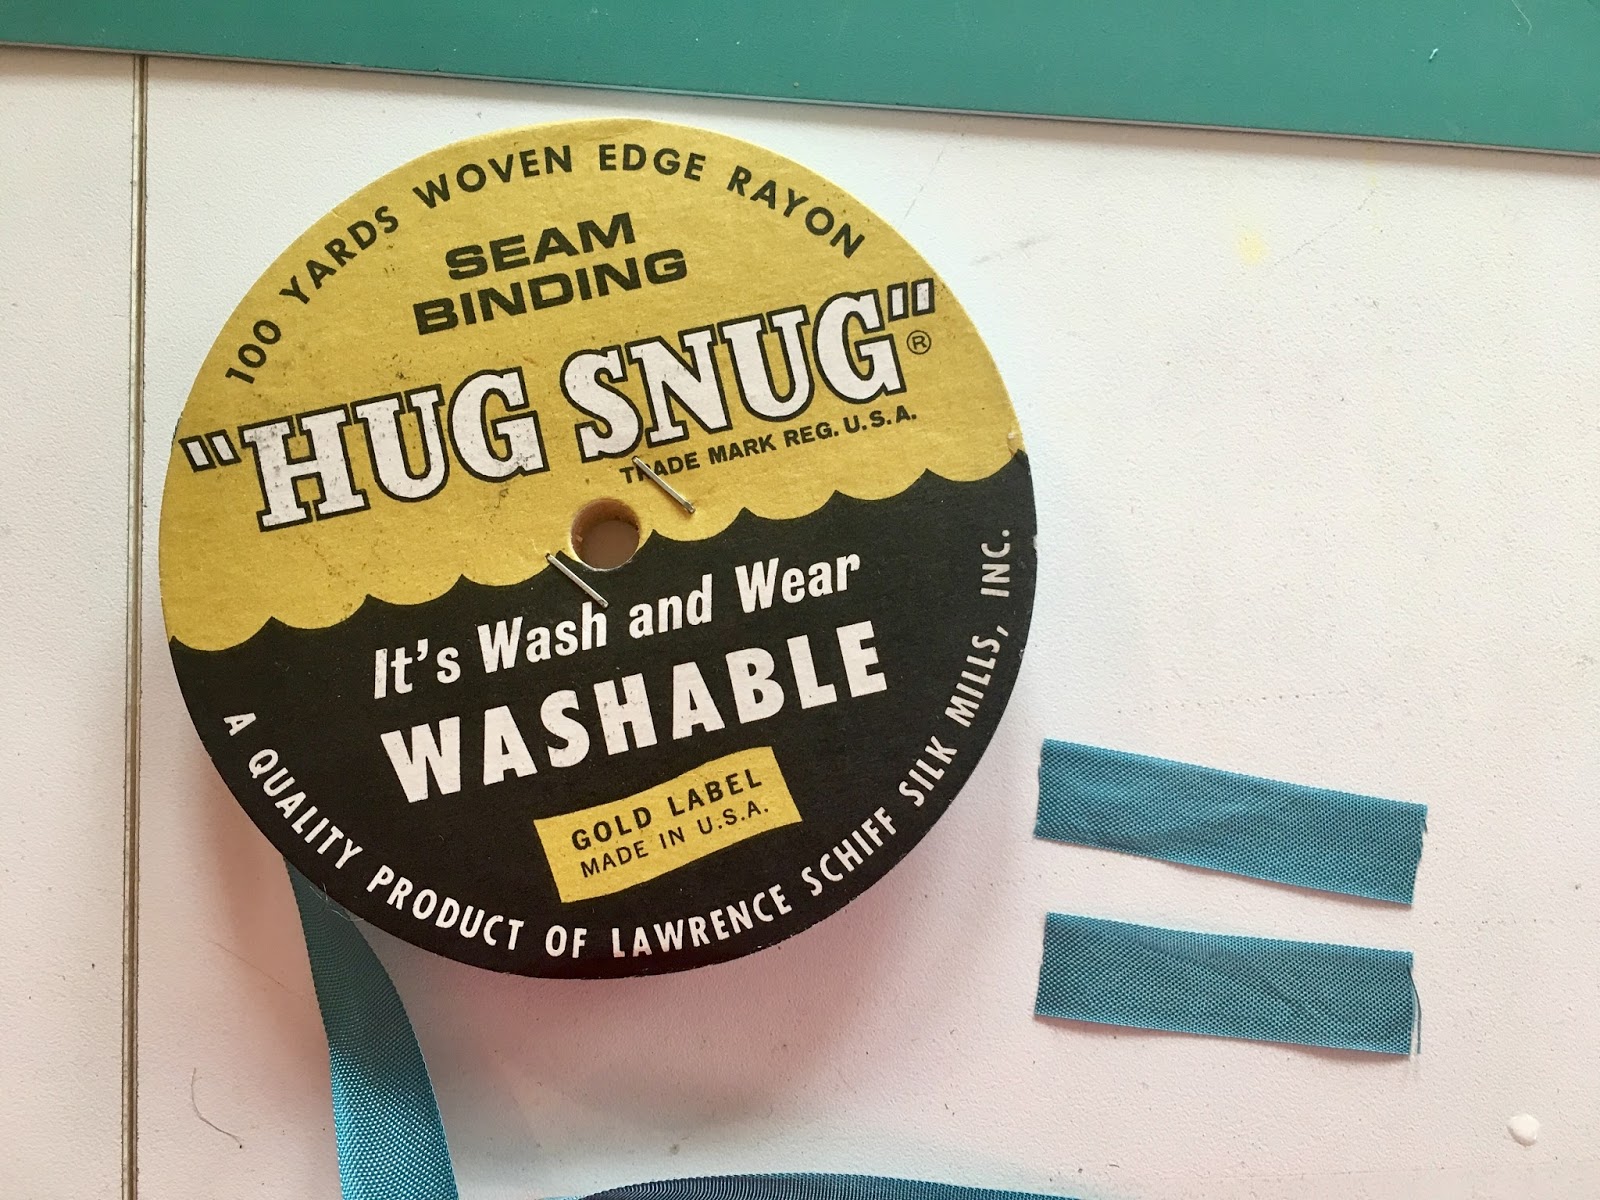 100 YARDS WOVEN EDGE RAYON
SEAM
BINDING
"HUG SNUG"®
TRADE MARK REG. U.S.A.
It's Wash and Wear
WASHABLE
GOLD LABEL
MADE IN U.S.A.
A QUALITY PRODUCT OF LAWRENCE SCHIFF SILK MILLS, INC.